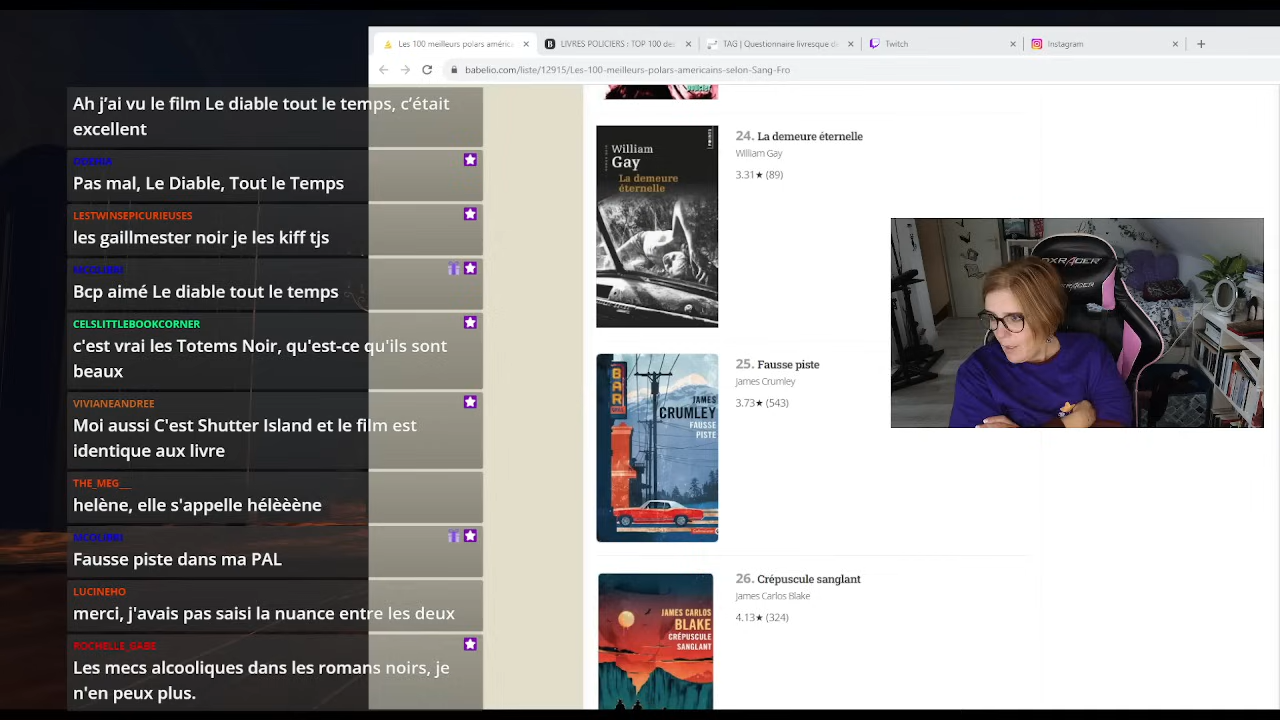 Les 100 meilleurs polars américa
LIVRES POLICIERS : TOP 100 des
TAG | Questionnaire livresque d
Twitch
Instagram
babelio.com/liste/12915/Les-100-meilleurs-polars-americains-selon-Sang-Fro
Ah j'ai vu le film Le diable tout le temps, c'était
excellent
Pas mal, Le Diable, Tout le Temps
LESTWINSEPICURIEUSES
les gaillmester noir je les kiff tjs
MCOLIBRI
Bcp aimé Le diable tout le temps
CELSLITTLEBOOKCORNER
c'est vrai les Totems Noir, qu'est-ce qu'ils sont
beaux
VIVIANEANDREE
Moi aussi C'est Shutter Island et le film est
identique aux livre
THE_MEG__
helène, elle s'appelle hélèèène
MCOLIBRI
Fausse piste dans ma PAL
LUCINEHO
merci, j'avais pas saisi la nuance entre les deux
ROCHELLE_GABE
Les mecs alcooliques dans les romans noirs, je
n'en peux plus.
William
Gay
La demeure
éternelle
24. La demeure éternelle
William Gay
3.31★ (89)
BAR
JAMES
CRUMLEY
FAUSSE
PISTE
25. Fausse piste
James Crumley
3.73★ (543)
JAMES CARLOS
BLAKE
CRÉPUSCULE
SANGLANT
26. Crépuscule sanglant
James Carlos Blake
4.13★ (324)
DXRACER